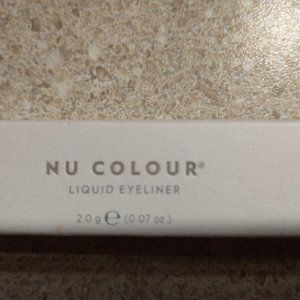 NU COLOUR®
LIQUID EYELINER
2.0 g ℮ (0.07 oz.)